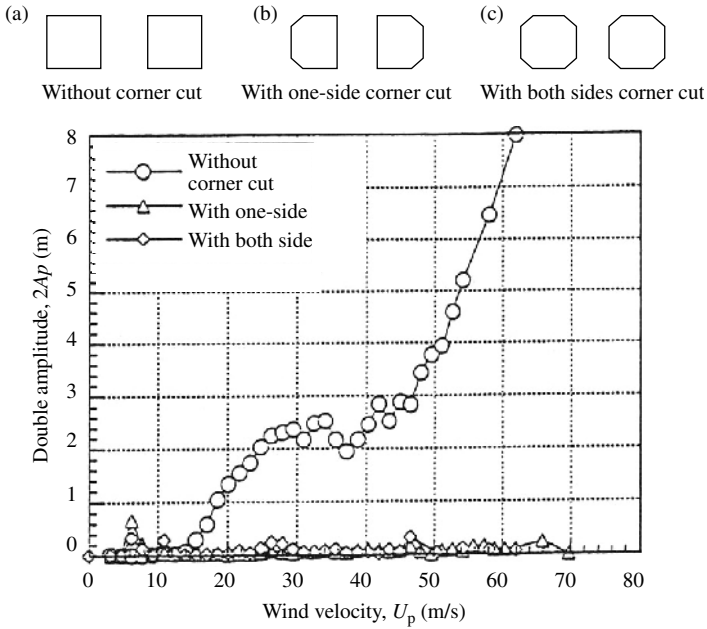 (a)
(b)
(c)
Without corner cut
With one-side corner cut
With both sides corner cut
8
7
6
5
4
3
2
1
0
Double amplitude, 2Ap (m)
Without
corner cut
With one-side
With both side
0 10 20 30 40 50 60 70 80
Wind velocity, Up (m/s)